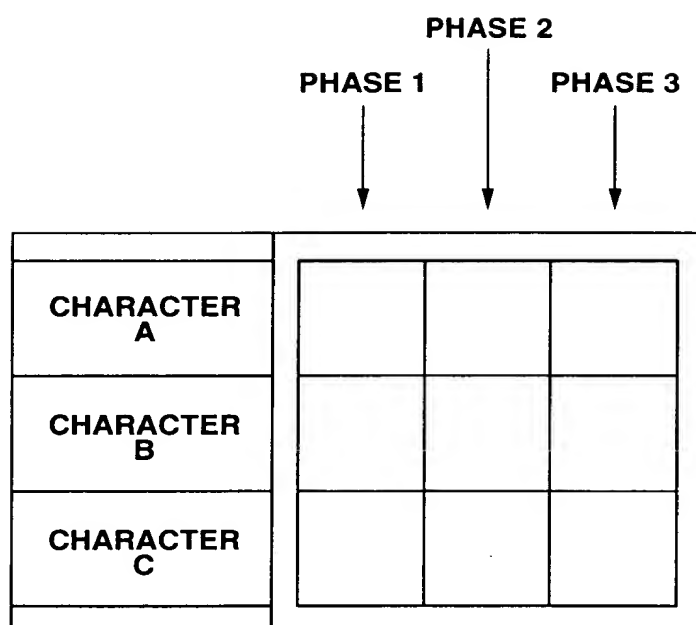 PHASE 2
PHASE 1
PHASE 3
CHARACTER
A
CHARACTER
B
CHARACTER
C